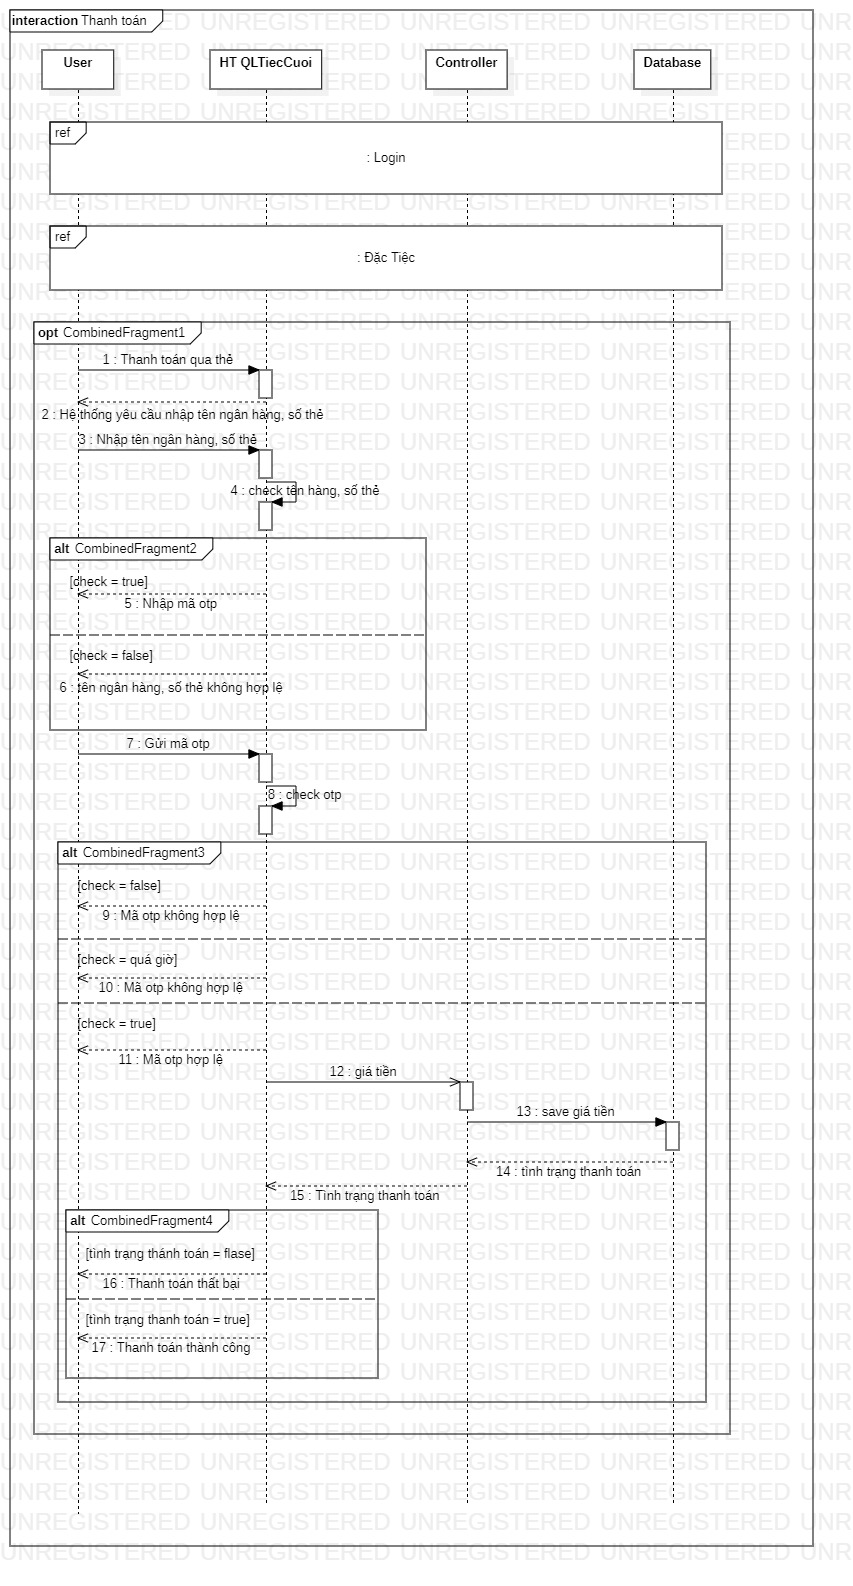 interaction Thanh toán
User
HT QLTiecCuoi
Controller
Database
ref
: Login
ref
: Đặc Tiệc
opt CombinedFragment1
1 : Thanh toán qua thẻ
2 : Hệ thống yêu cầu nhập tên ngân hàng, số thẻ
3 : Nhập tên ngân hàng, số thẻ
4 : check tên hàng, số thẻ
alt CombinedFragment2
[check = true]
5 : Nhập mã otp
[check = false]
6 : tên ngân hàng, số thẻ không hợp lệ
7 : Gửi mã otp
8 : check otp
alt CombinedFragment3
[check = false]
9 : Mã otp không hợp lệ
[check = quá giờ]
10 : Mã otp không hợp lệ
[check = true]
11 : Mã otp hợp lệ
12 : giá tiền
13 : save giá tiền
14 : tình trạng thanh toán
15 : Tình trạng thanh toán
alt CombinedFragment4
[tình trạng thánh toán = flase]
16 : Thanh toán thất bại
[tình trạng thanh toán = true]
17 : Thanh toán thành công
UNREGISTERED